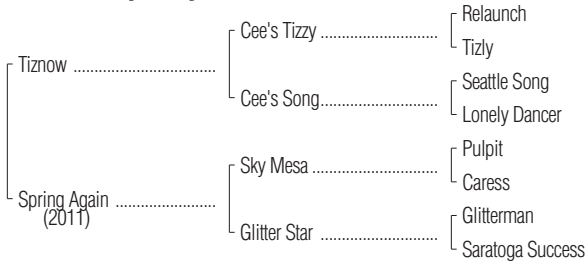 Relaunch
Cee's Tizzy ..............................
Tizly
Tiznow .....................................
Seattle Song
Cee's Song..............................
Lonely Dancer
Pulpit
Sky Mesa ................................
Caress
Spring Again ..........................
(2011)
Glitterman
Glitter Star ..............................
Saratoga Success